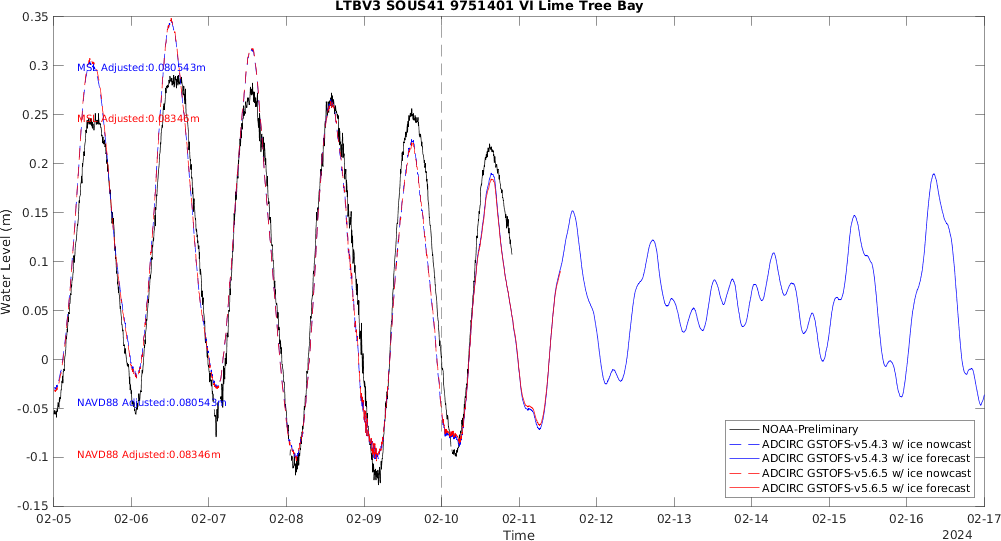 LTBV3 SOUS41 9751401 VI Lime Tree Bay
0.35
0.3
0.25
0.2
0.15
0.1
0.05
0
-0.05
-0.1
-0.15
Water Level (m)
MSL Adjusted:0.080543m
MSL Adjusted:0.08346m
NAVD88 Adjusted:0.080543m
NAVD88 Adjusted:0.08346m
NOAA-Preliminary
ADCIRC GSTOFS-v5.4.3 w/ ice nowcast
ADCIRC GSTOFS-v5.4.3 w/ ice forecast
ADCIRC GSTOFS-v5.6.5 w/ ice nowcast
ADCIRC GSTOFS-v5.6.5 w/ ice forecast
02-05 02-06 02-07 02-08 02-09 02-10 02-11 02-12 02-13 02-14 02-15 02-16 02-17
Time
2024